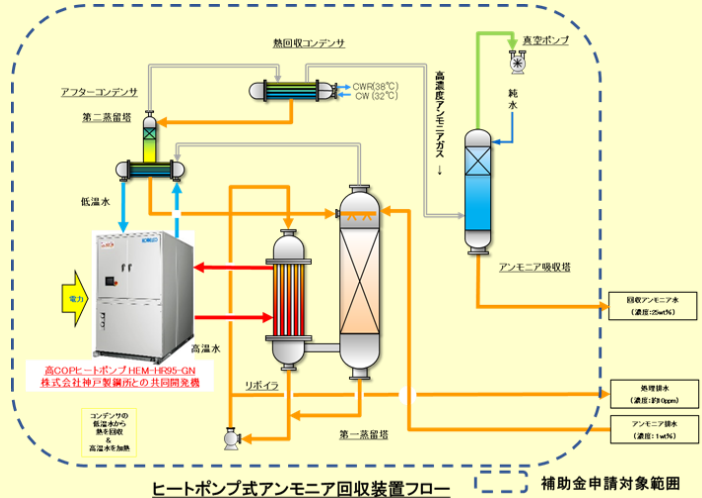 熱回収コンデンサ
真空ポンプ
CWR(38℃)
CW(32℃)
アフターコンデンサ
第二蒸留塔
高濃度アンモニアガス→
純水
低温水
アンモニア吸収塔
電力
高温水
回収アンモニア水
(濃度:25wt%)
高COPヒートポンプ HEM-HR95-GN
株式会社神戸製鋼所との共同開発機
リボイラ
処理排水
(濃度:約10ppm)
コンデンサの
低温水から
熱を回収
&
高温水を加熱
アンモニア排水
(濃度:1wt%)
第一蒸留塔
ヒートポンプ式アンモニア回収装置フロー
補助金申請対象範囲